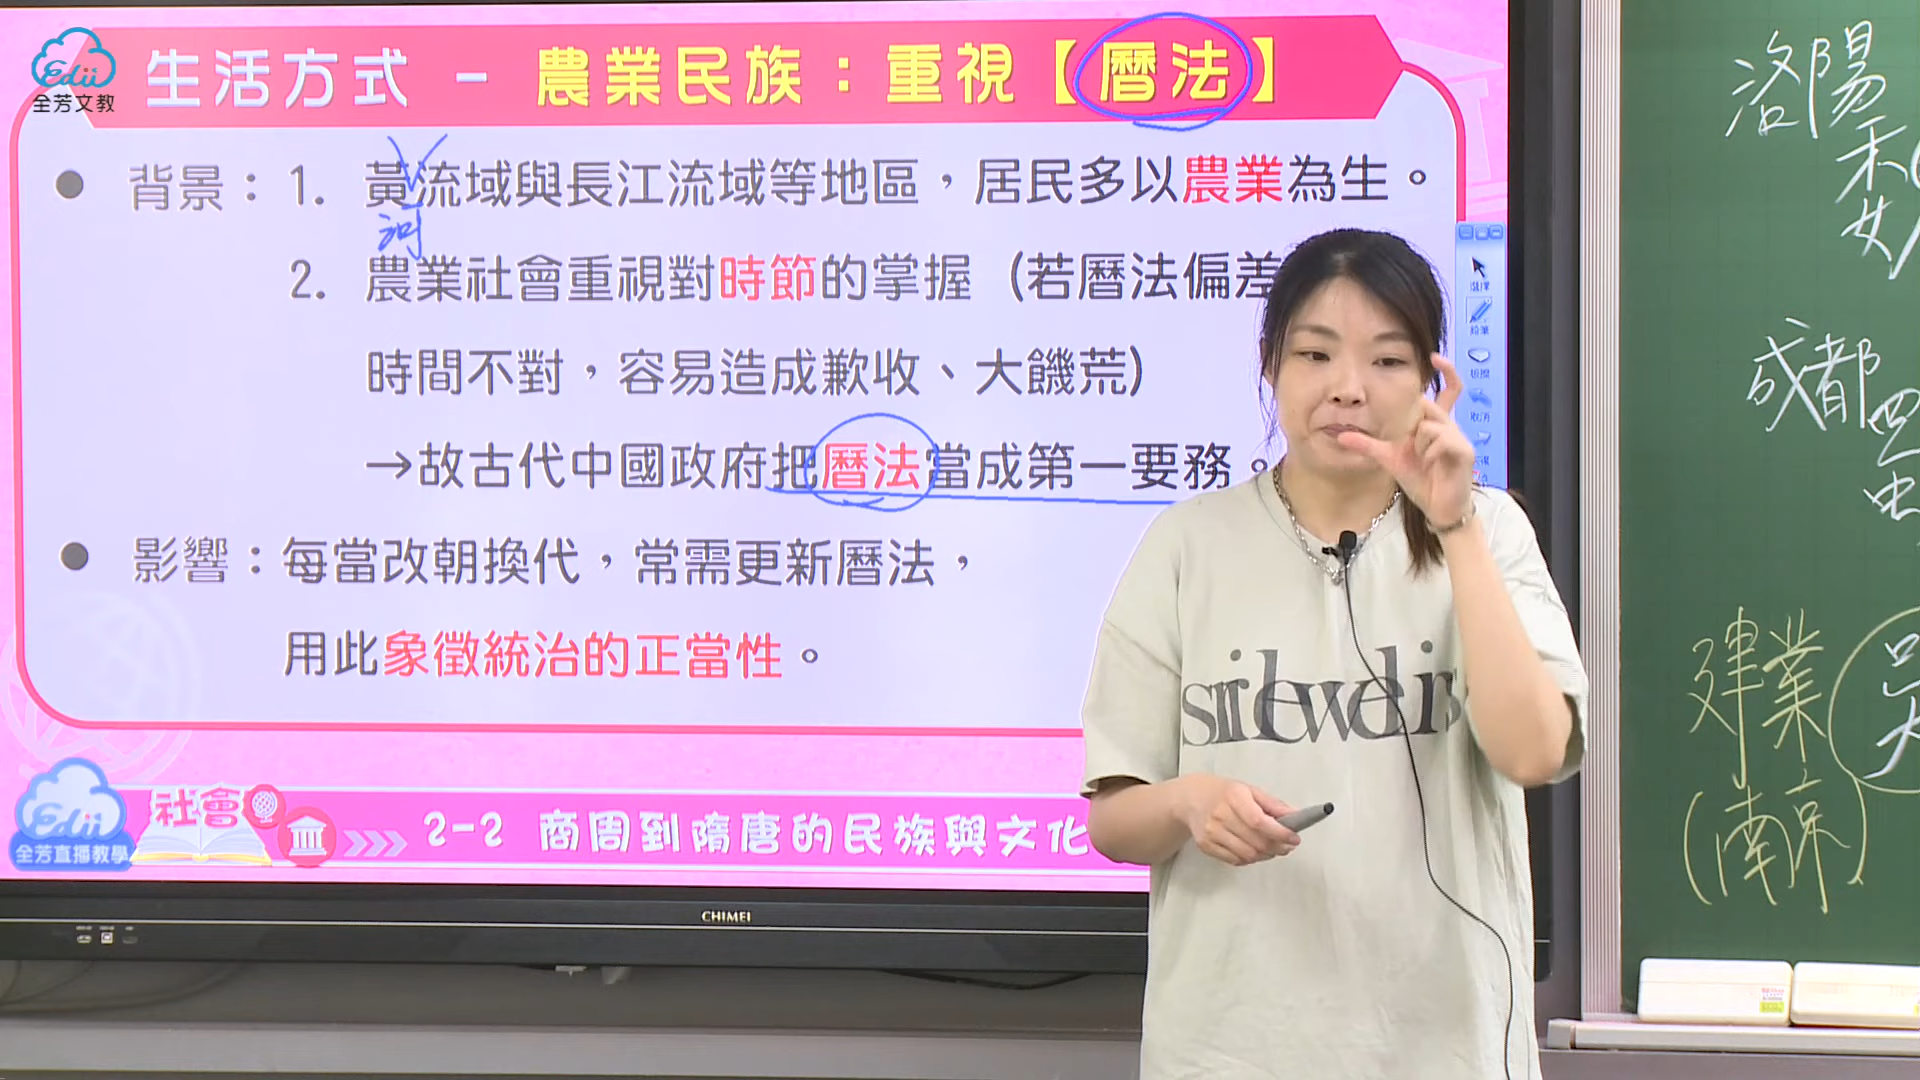 Edii
全芳文教
生活方式 - 農業民族：重視【曆法】
背景：1. 黃流域與長江流域等地區，居民多以農業為生。
河
2. 農業社會重視對時節的掌握 (若曆法偏差
時間不對，容易造成歉收、大饑荒)
→故古代中國政府把曆法當成第一要務。
影響：每當改朝換代，常需更新曆法，
用此象徵統治的正當性。
Edii
全芳直播教學
社會
2-2 商周到隋唐的民族與文化
CHIMEI
選擇
取消
洛陽
成都
建業
(南京)